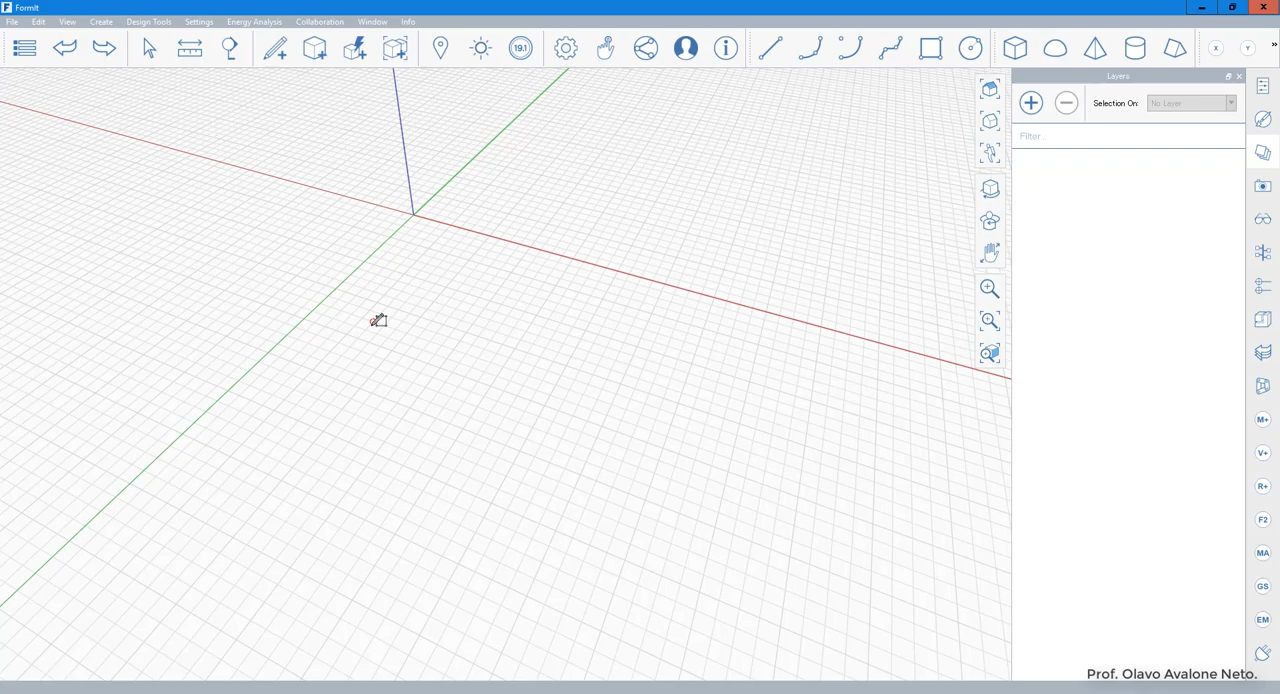 FormIt
File Edit View Create Design Tools Settings Energy Analysis Collaboration Window Info
19.1
X Y »
Layers
Selection On: No Layer
Filter...
M+
V+
R+
F2
MA
GS
EM
Prof. Olavo Avalone Neto.